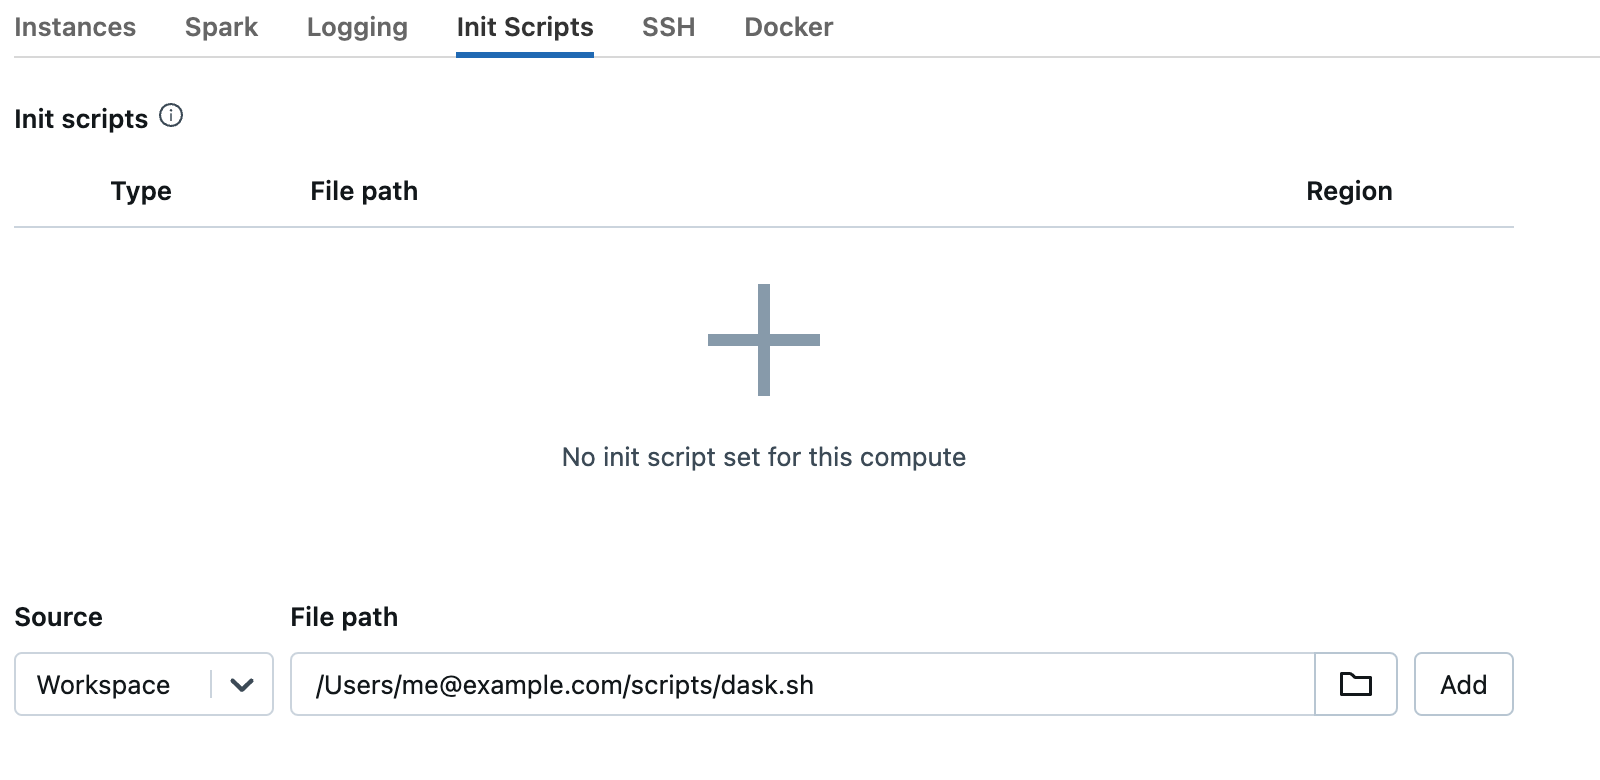 Instances Spark Logging Init Scripts SSH Docker
Init scripts
Type File path Region
No init script set for this compute
Source File path
Workspace /Users/me@example.com/scripts/dask.sh Add